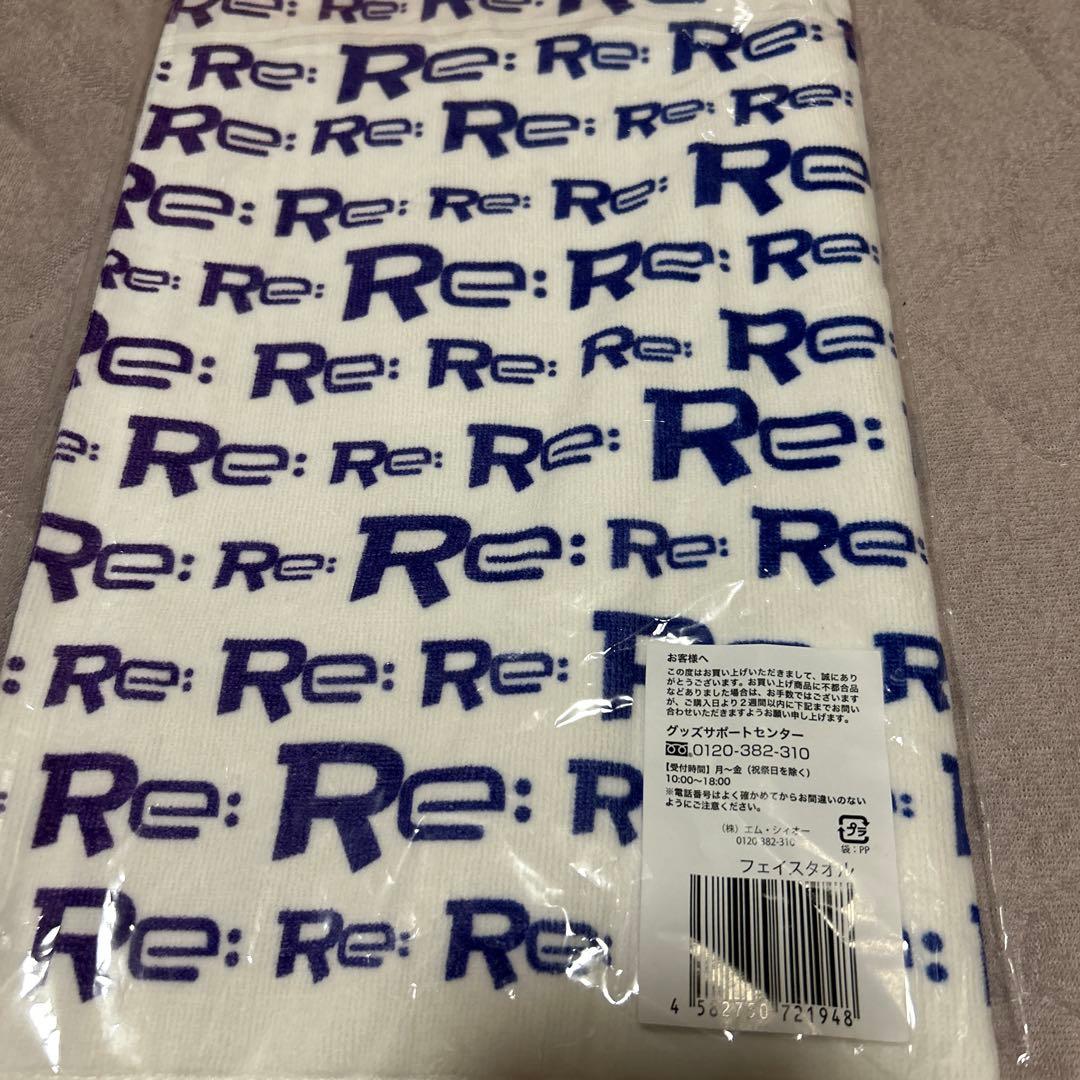 Re: Re: Re: Re:
: Re: Re: Re: Re:
Re: Re: Re: Re: Re:
Re: Re: Re: Re: Re
Re: Re: Re: Re: Re:
Re: Re: Re: Re: Re:
Re: Re: Re: Re: Re:
Re: Re: Re: Re: Re:
: Re: Re: Re: R Re
Re: Re: R
Re: Re: Re:
お客様へ
この度はお買い上げいただきまして、誠にあり
がとうございます。お買い上げ商品に不都合品
などありました場合は、お手数ではございます
が、ご購入日より2週間以内に下記までお問い
合わせいただきますようお願い申し上げます。
グッズサポートセンター
0120-382-310
【受付時間】月〜金（祝祭日を除く）
10:00〜18:00
※電話番号はよく確かめてからお間違いのない
ようにご注意ください。
（株）エム・シィオー
0120 382-310
プラ
袋：PP
フェイスタオル
4 582750 721948